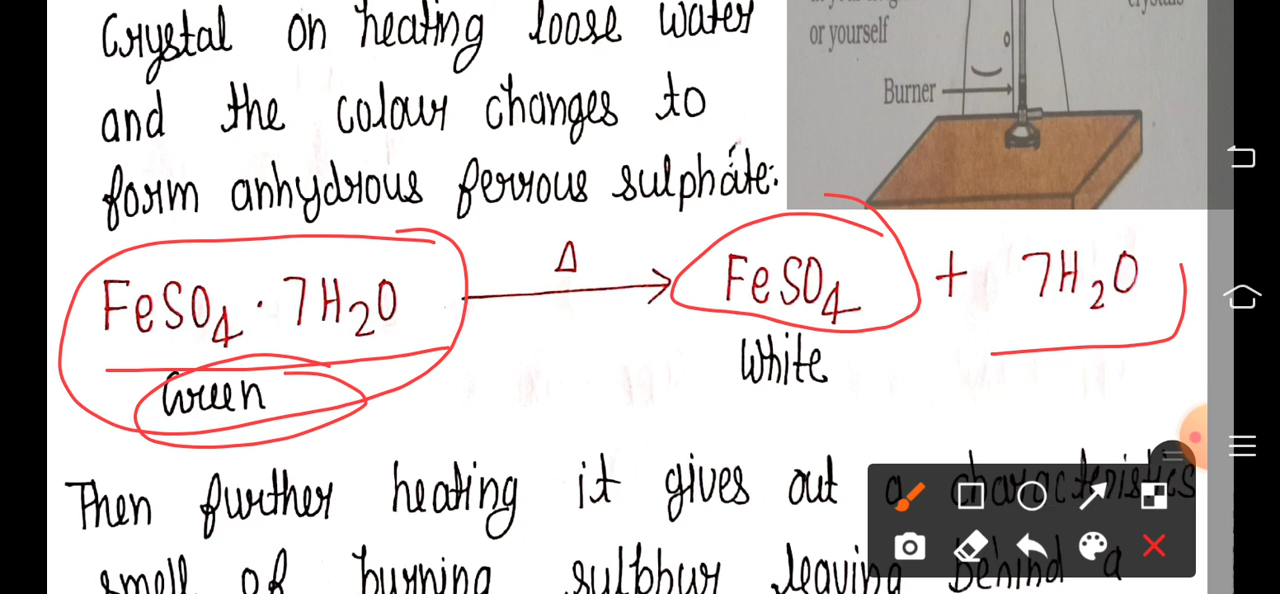 Crystal on heating loose water
or yourself
Burner
and the colour changes to
form anhydrous ferrous sulphate:
FeSO₄ · 7H₂O Δ FeSO₄ + 7H₂O
Green White
Then further heating it gives out a characteristics
smell of burning sulphur leaving behind a